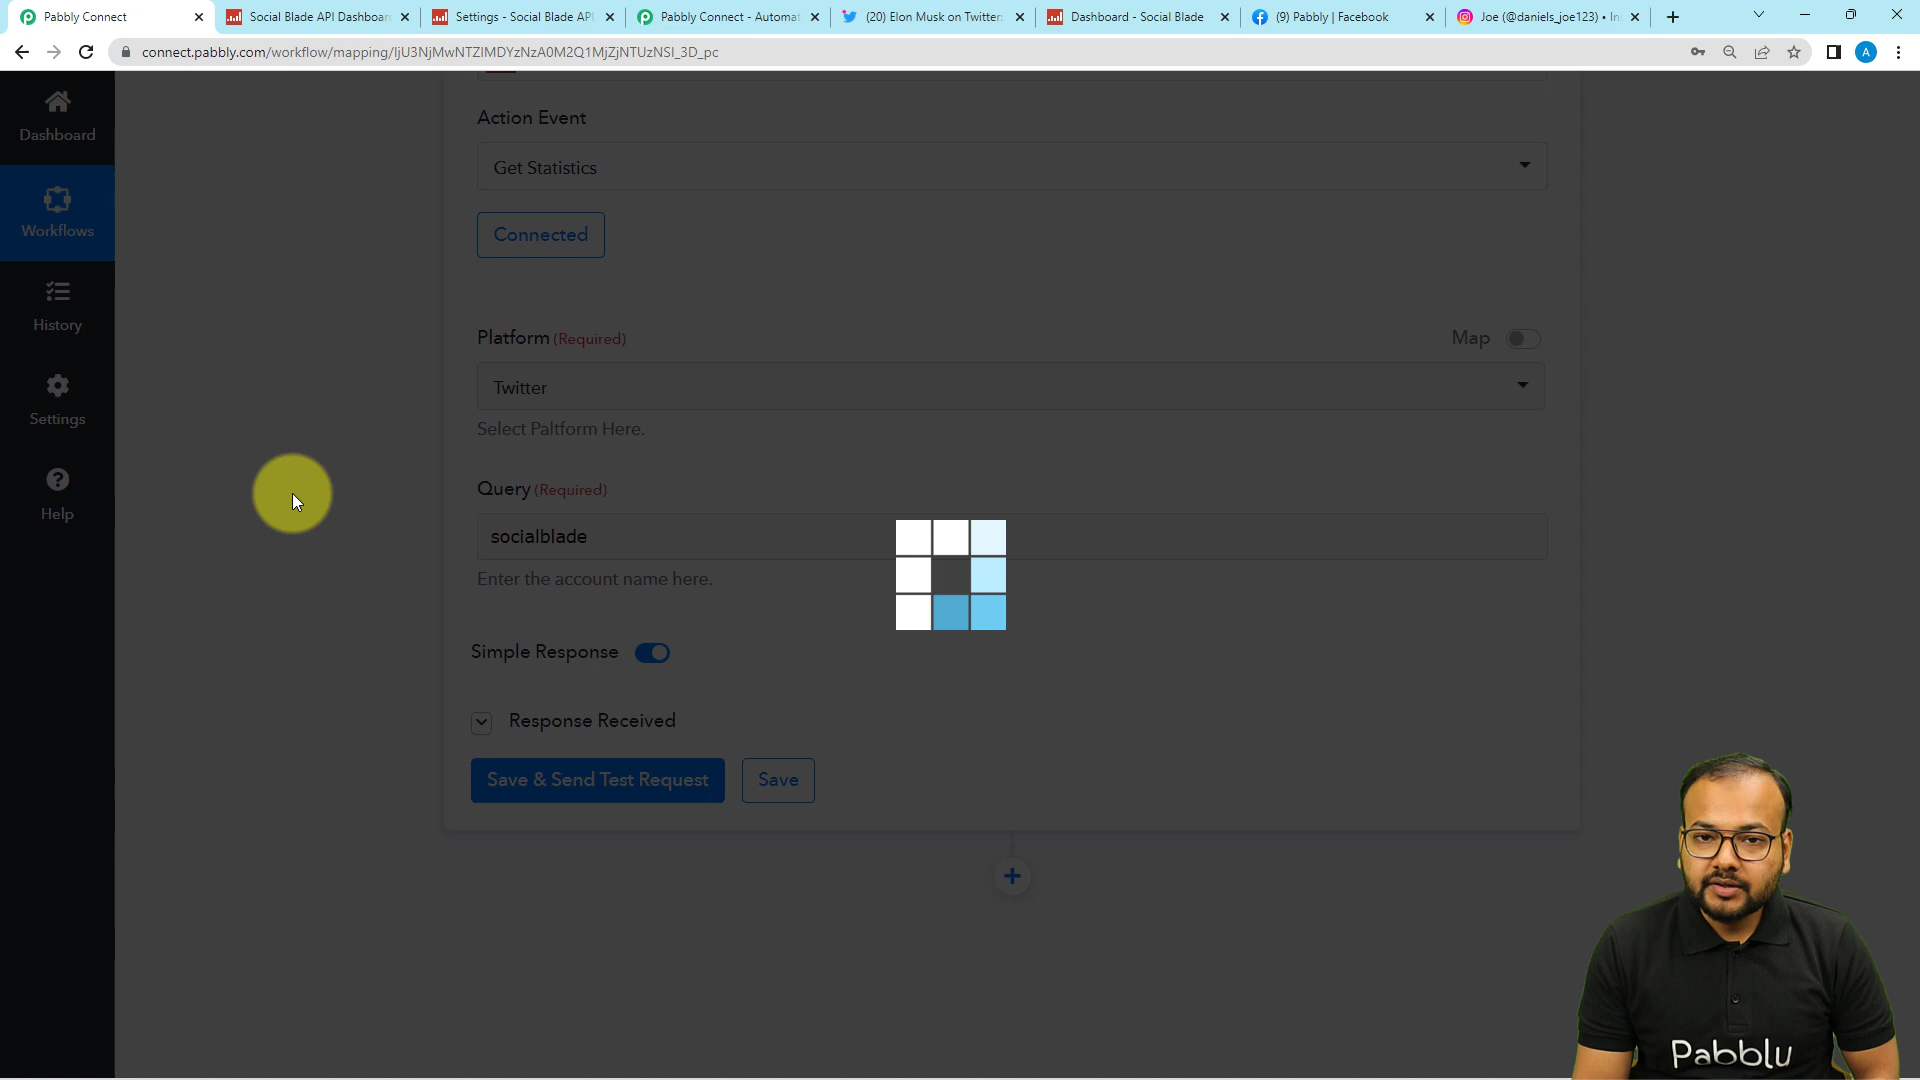 Pabbly Connect
Social Blade API Dashboar
Settings - Social Blade API
Pabbly Connect - Automat
(20) Elon Musk on Twitter:
Dashboard - Social Blade
(9) Pabbly | Facebook
Joe (@daniels_joe123) • In
connect.pabbly.com/workflow/mapping/IjU3NjMwNTZlMDYzNzA0M2Q1MjZjNTUzNSI_3D_pc
A
Dashboard
Workflows
History
Settings
Help
Action Event
Get Statistics
Connected
Platform (Required)
Map
Twitter
Select Paltform Here.
Query (Required)
socialblade
Enter the account name here.
Simple Response
Response Received
Save & Send Test Request
Save
Pabblu